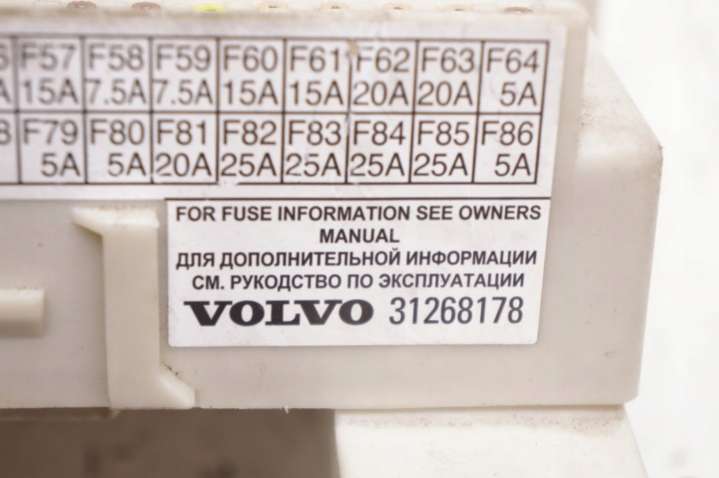 F57 F58 F59 F60 F61 F62 F63 F64
15A 7.5A 7.5A 15A 15A 20A 20A 5A
F79 F80 F81 F82 F83 F84 F85 F86
5A 5A 20A 25A 25A 25A 25A 5A
FOR FUSE INFORMATION SEE OWNERS
MANUAL
ДЛЯ ДОПОЛНИТЕЛЬНОЙ ИНФОРМАЦИИ
СМ. РУКОДСТВО ПО ЭКСПЛУАТАЦИИ
VOLVO 31268178